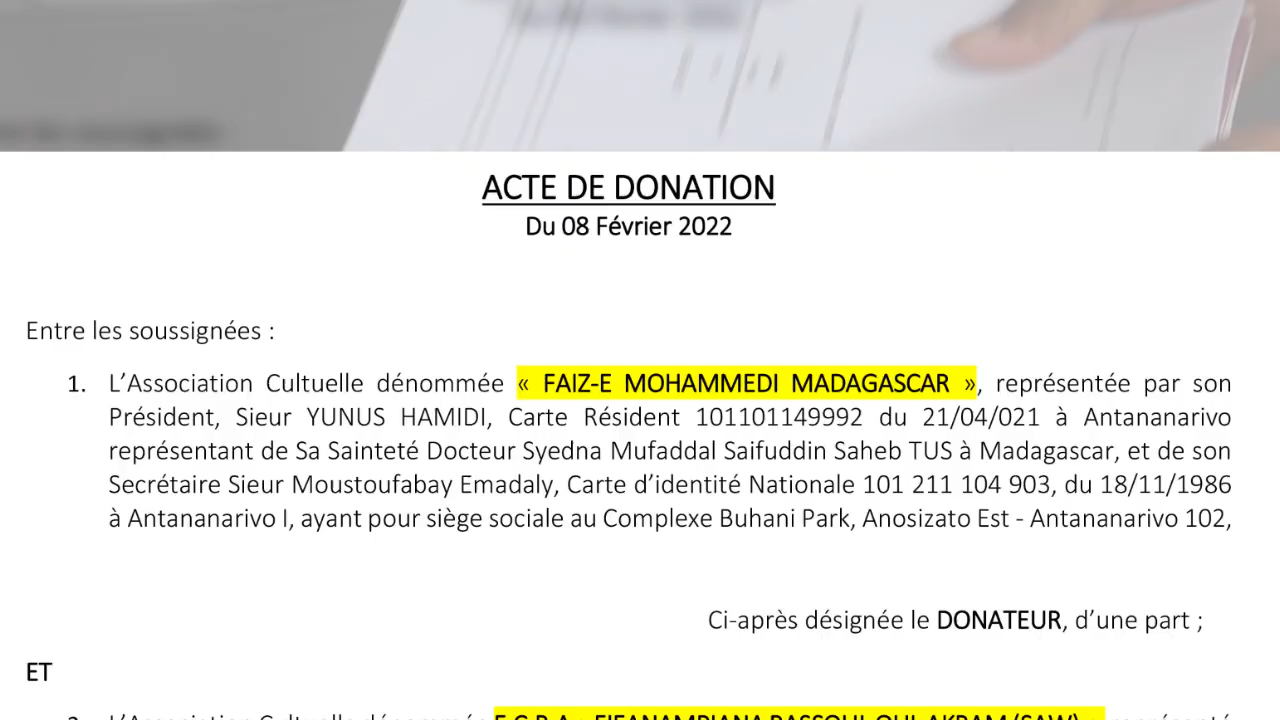 ACTE DE DONATION
Du 08 Février 2022
Entre les soussignées :
1. L’Association Cultuelle dénommée « FAIZ-E MOHAMMEDI MADAGASCAR », représentée par son
Président, Sieur YUNUS HAMIDI, Carte Résident 101101149992 du 21/04/021 à Antananarivo
représentant de Sa Sainteté Docteur Syedna Mufaddal Saifuddin Saheb TUS à Madagascar, et de son
Secrétaire Sieur Moustoufabay Emadaly, Carte d’identité Nationale 101 211 104 903, du 18/11/1986
à Antananarivo I, ayant pour siège sociale au Complexe Buhani Park, Anosizato Est - Antananarivo 102,
Ci-après désignée le DONATEUR, d’une part ;
ET
2. L’Association Cultuelle dénommée